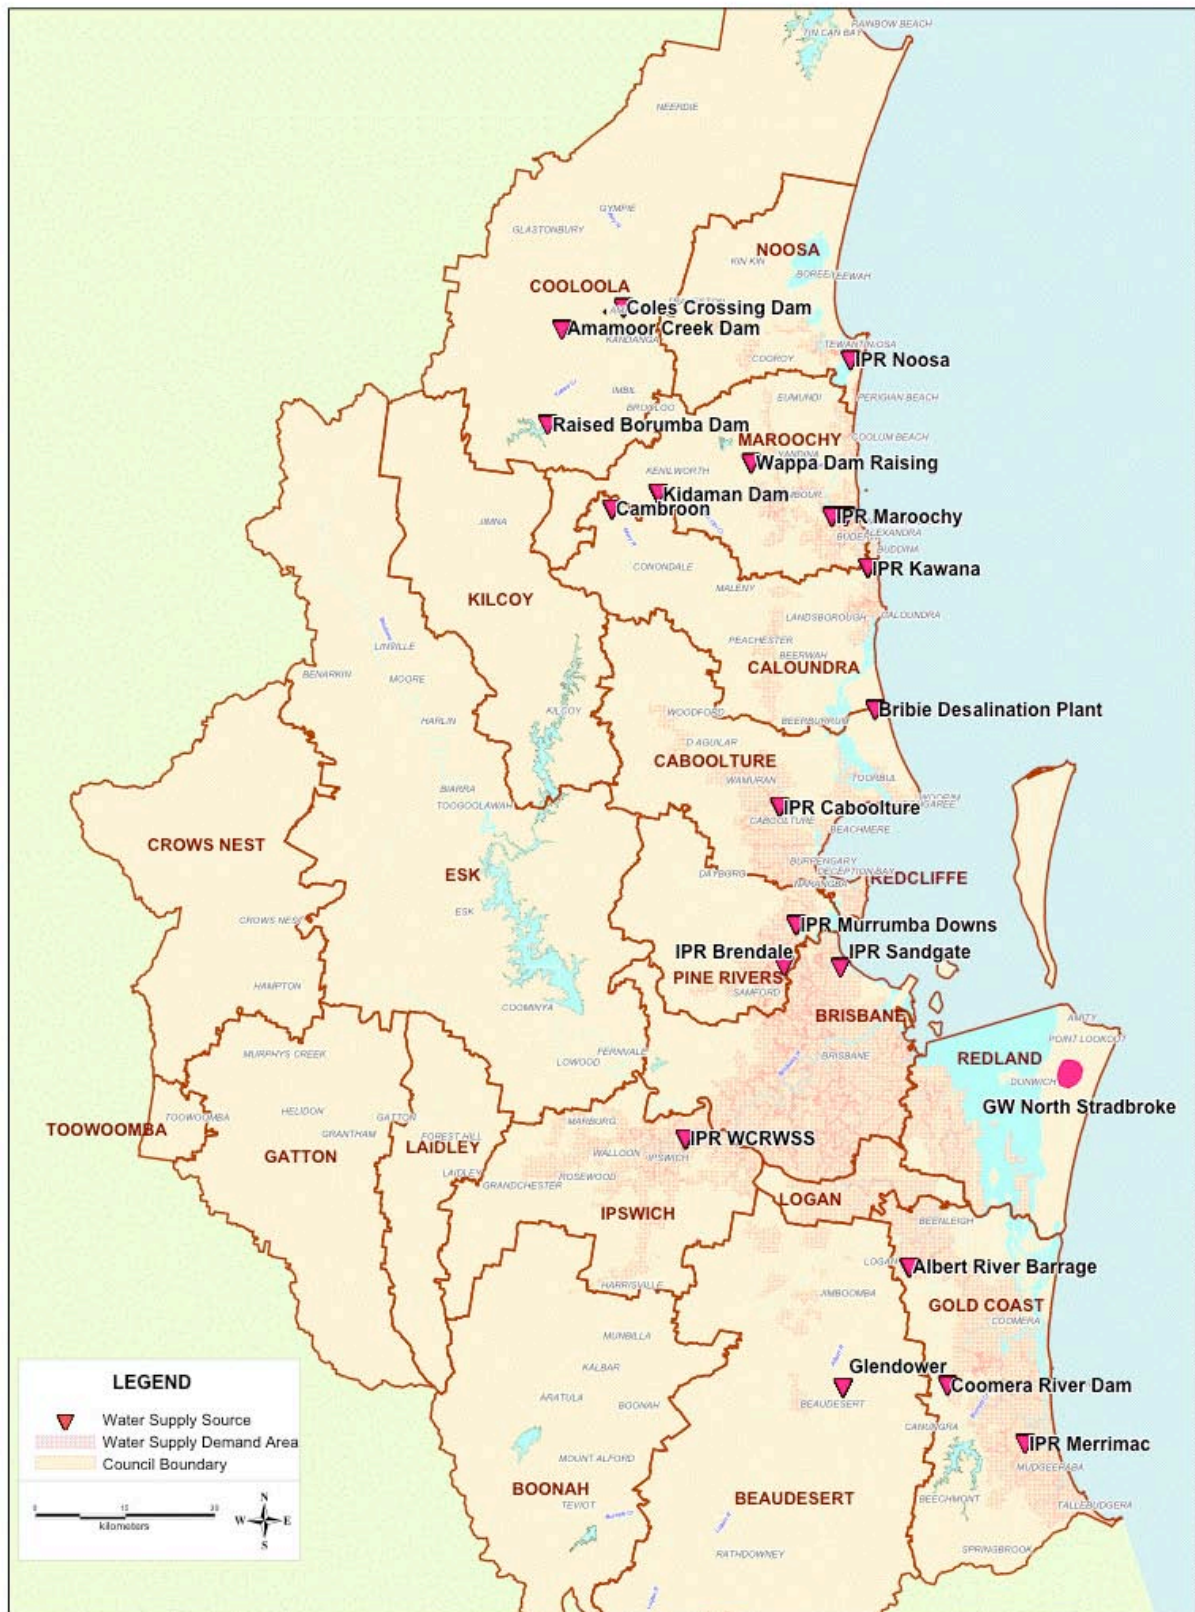 RAINBOW BEACH
TIN CAN BAY
NEERDIE
GYMPIE
GLASTONBURY
NOOSA
KIN KIN
COOLOOLA
Coles Crossing Dam
Amamoor Creek Dam
KANDANGA
TEWANTIN
COOROY
IPR Noosa
IMBIL
EUMUNDI
PERIGIAN BEACH
Raised Borumba Dam
MAROOCHY
COOLUM BEACH
YANDINA
Wappa Dam Raising
KENILWORTH
Kidaman Dam
Cambroon
IPR Maroochy
JIMNA
BUDDINA
IPR Kawana
CONONDALE
MALENY
KILCOY
LANDSBOROUGH
CALOUNDRA
PEACHESTER
BEERWAH
LINVILLE
CALOUNDRA
BENARKIN
MOORE
KILCOY
WOODFORD
Bribie Desalination Plant
HARLIN
BEERBURRUM
D AGUILAR
CABOOLTURE
WAMURAN
TOORBUL
BIARRA
TOOGOOLAWAH
IPR Caboolture
CABOOLTURE
BEACHMERE
CROWS NEST
BURPENGARY
DECEPTION BAY
ESK
DAYBORO
REDCLIFFE
NARANGBA
ESK
CROWS NEST
IPR Murrumba Downs
IPR Brendale
IPR Sandgate
PINE RIVERS
HAMPTON
SAMFORD
COOMINYA
BRISBANE
AMITY
POINT LOOKOUT
MURPHYS CREEK
FERNVALE
LOWOOD
BRISBANE
REDLAND
DUNWICH
GW North Stradbroke
TOOWOOMBA
TOOWOOMBA
HELIDON
GATTON
GRANTHAM
FOREST HILL
MARBURG
IPR WCRWSS
GATTON
LAIDLEY
WALLOON
IPSWICH
LAIDLEY
ROSEWOOD
GRANDCHESTER
LOGAN
IPSWICH
BEENLEIGH
LOGAN
Albert River Barrage
HARRISVILLE
JIMBOOMBA
GOLD COAST
COOMERA
MUNBILLA
KALBAR
Glendower
ARATULA
BOONAH
BEAUDESERT
Coomera River Dam
CANUNGRA
IPR Merrimac
MOUNT ALFORD
MUDGEERABA
BOONAH
TEVIOT
BEAUDESERT
BEECHMONT
TALLEBUDGERA
RATHDOWNEY
SPRINGBROOK
LEGEND
Water Supply Source
Water Supply Demand Area
Council Boundary
0 15 30
kilometers
N
W E
S